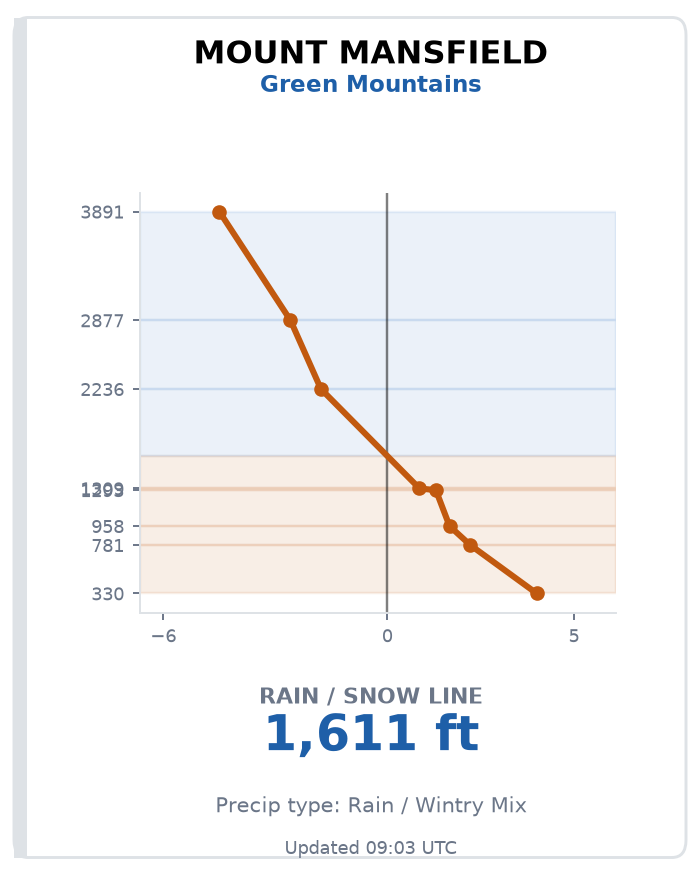 MOUNT MANSFIELD
Green Mountains
3891
2877
2236
958
781
330
−6 0 5
RAIN / SNOW LINE
1,611 ft
Precip type: Rain / Wintry Mix
Updated 09:03 UTC